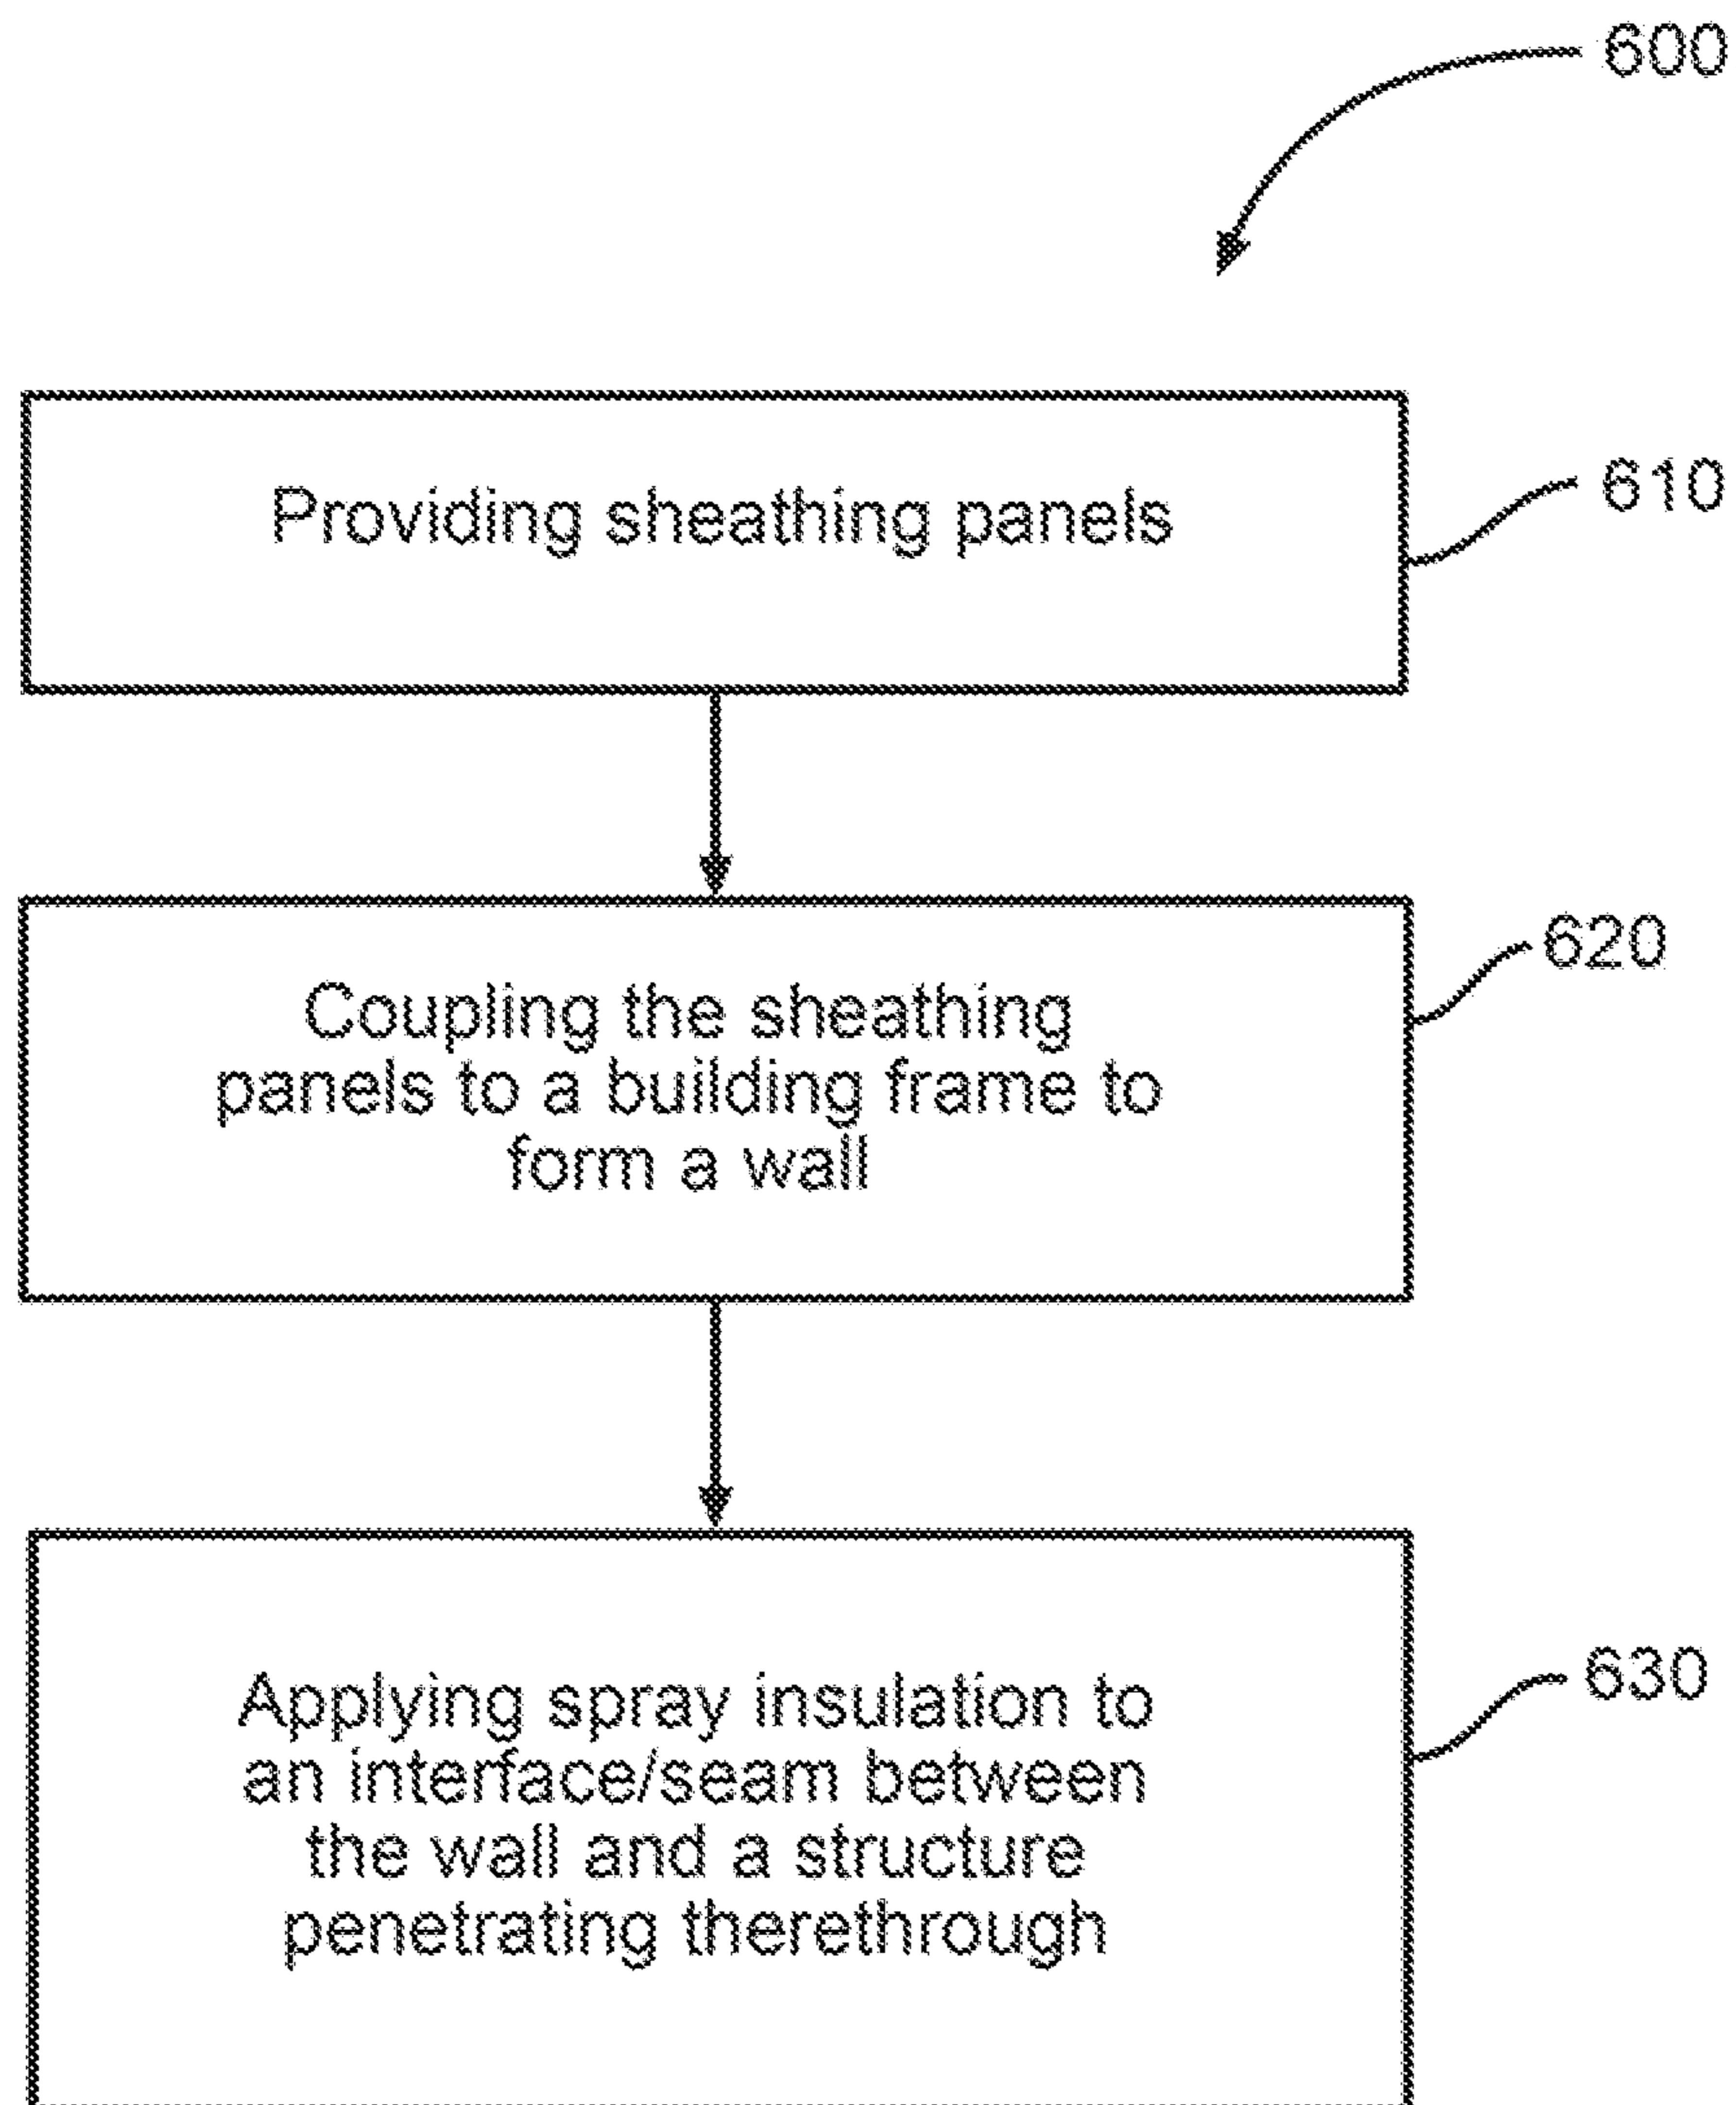 600
Providing sheathing panels
610
Coupling the sheathing
panels to a building frame to
form a wall
620
Applying spray insulation to
an interface/seam between
the wall and a structure
penetrating therethrough
630